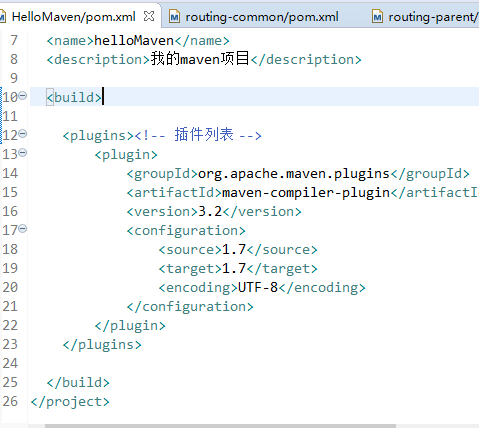 HelloMaven/pom.xml routing-common/pom.xml routing-parent/
7 <name>helloMaven</name>
8 <description>我的maven项目</description>
9
10 <build>
11
12 <plugins><!-- 插件列表 -->
13 <plugin>
14 <groupId>org.apache.maven.plugins</groupId>
15 <artifactId>maven-compiler-plugin</artifactI
16 <version>3.2</version>
17 <configuration>
18 <source>1.7</source>
19 <target>1.7</target>
20 <encoding>UTF-8</encoding>
21 </configuration>
22 </plugin>
23 </plugins>
24
25 </build>
26 </project>